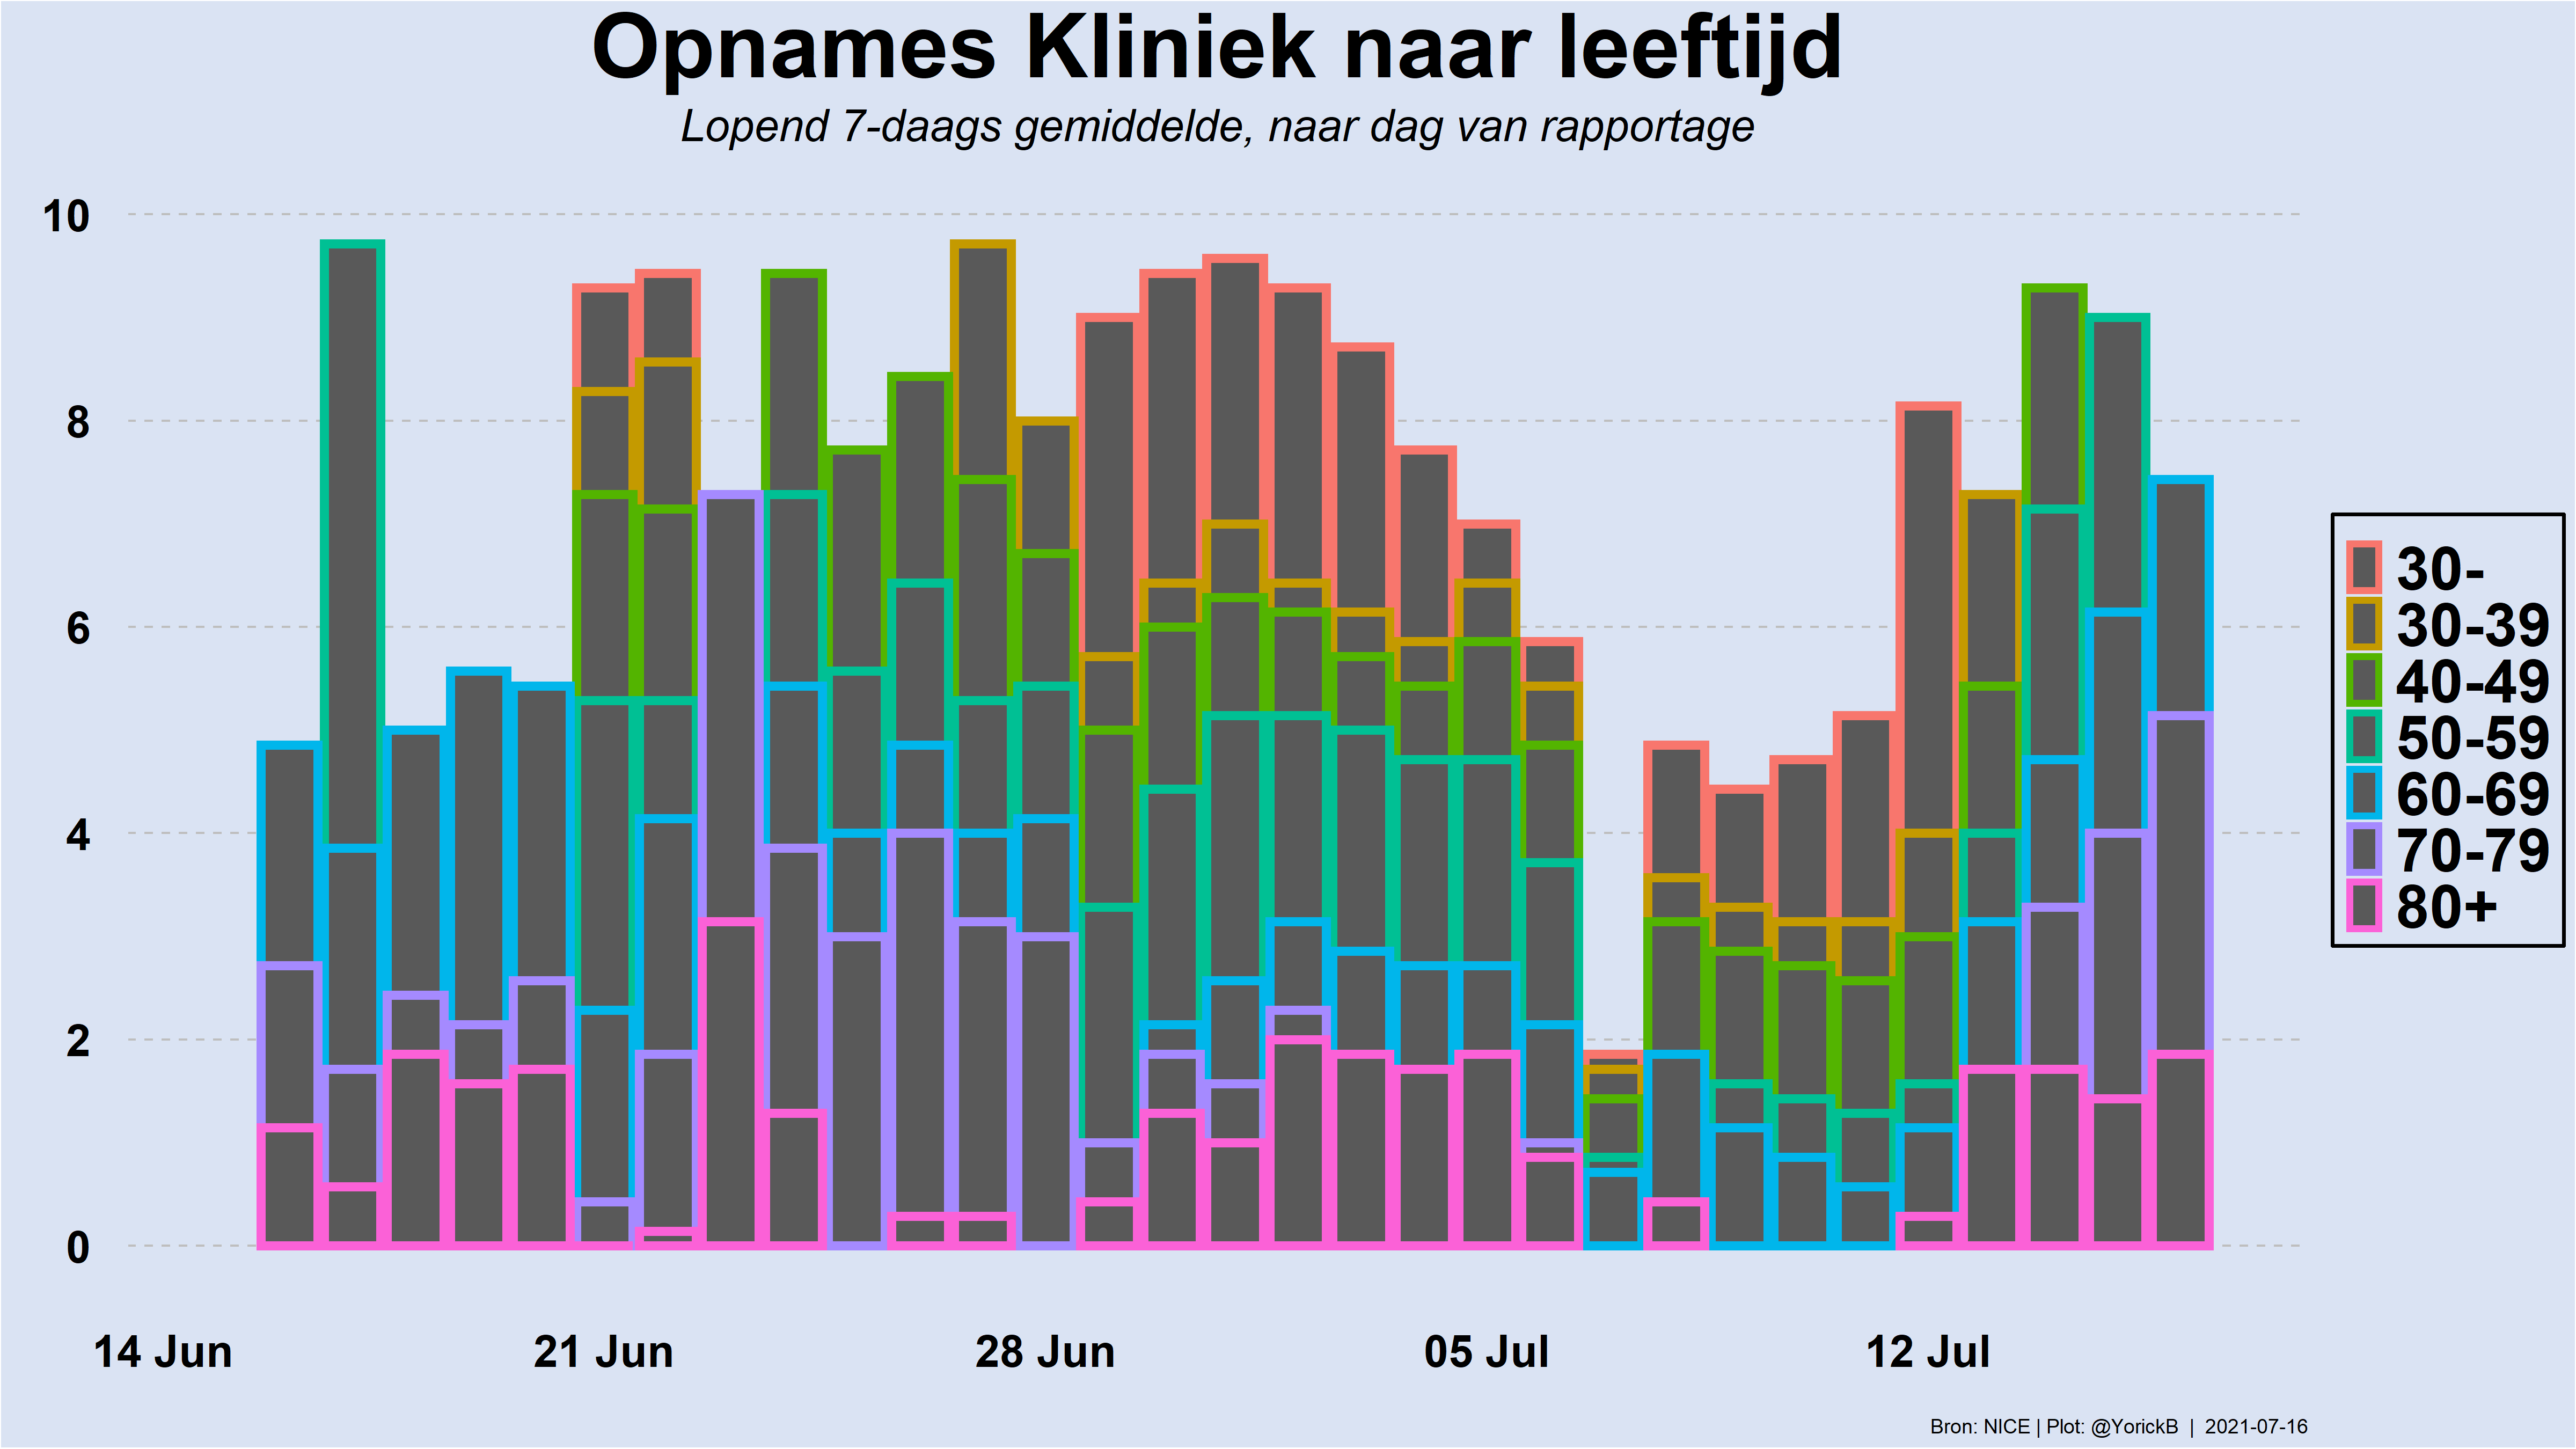 Opnames Kliniek naar leeftijd
Lopend 7-daags gemiddelde, naar dag van rapportage
10
8
6
4
2
0
14 Jun
21 Jun
28 Jun
05 Jul
12 Jul
30-
30-39
40-49
50-59
60-69
70-79
80+
Bron: NICE | Plot: @YorickB | 2021-07-16